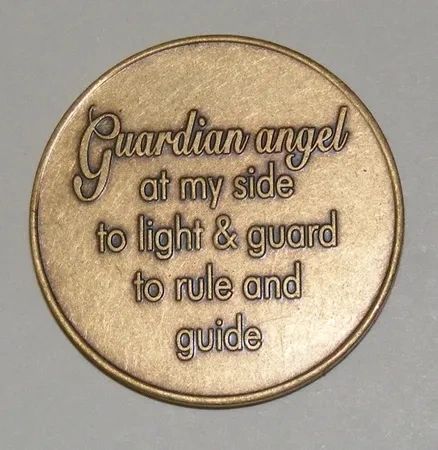 Guardian angel
at my side
to light & guard
to rule and
guide